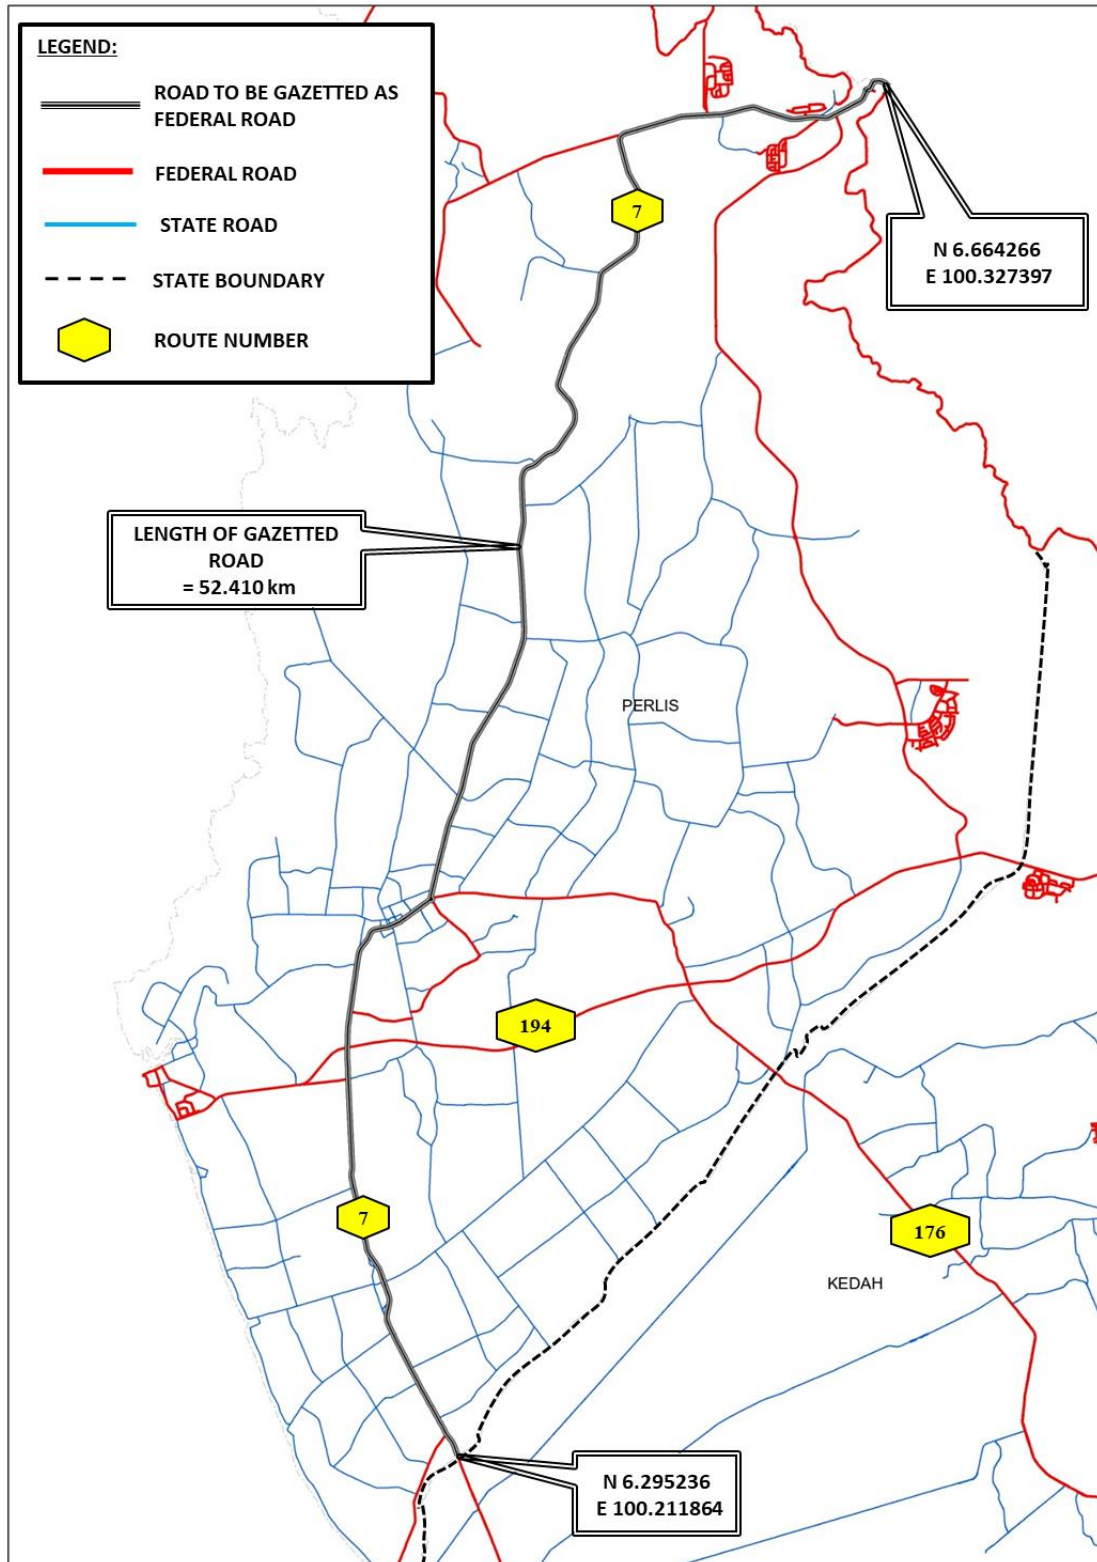 LEGEND:
ROAD TO BE GAZETTED AS
FEDERAL ROAD
FEDERAL ROAD
STATE ROAD
STATE BOUNDARY
ROUTE NUMBER
7
N 6.664266
E 100.327397
LENGTH OF GAZETTED
ROAD
= 52.410 km
PERLIS
194
7
176
KEDAH
N 6.295236
E 100.211864